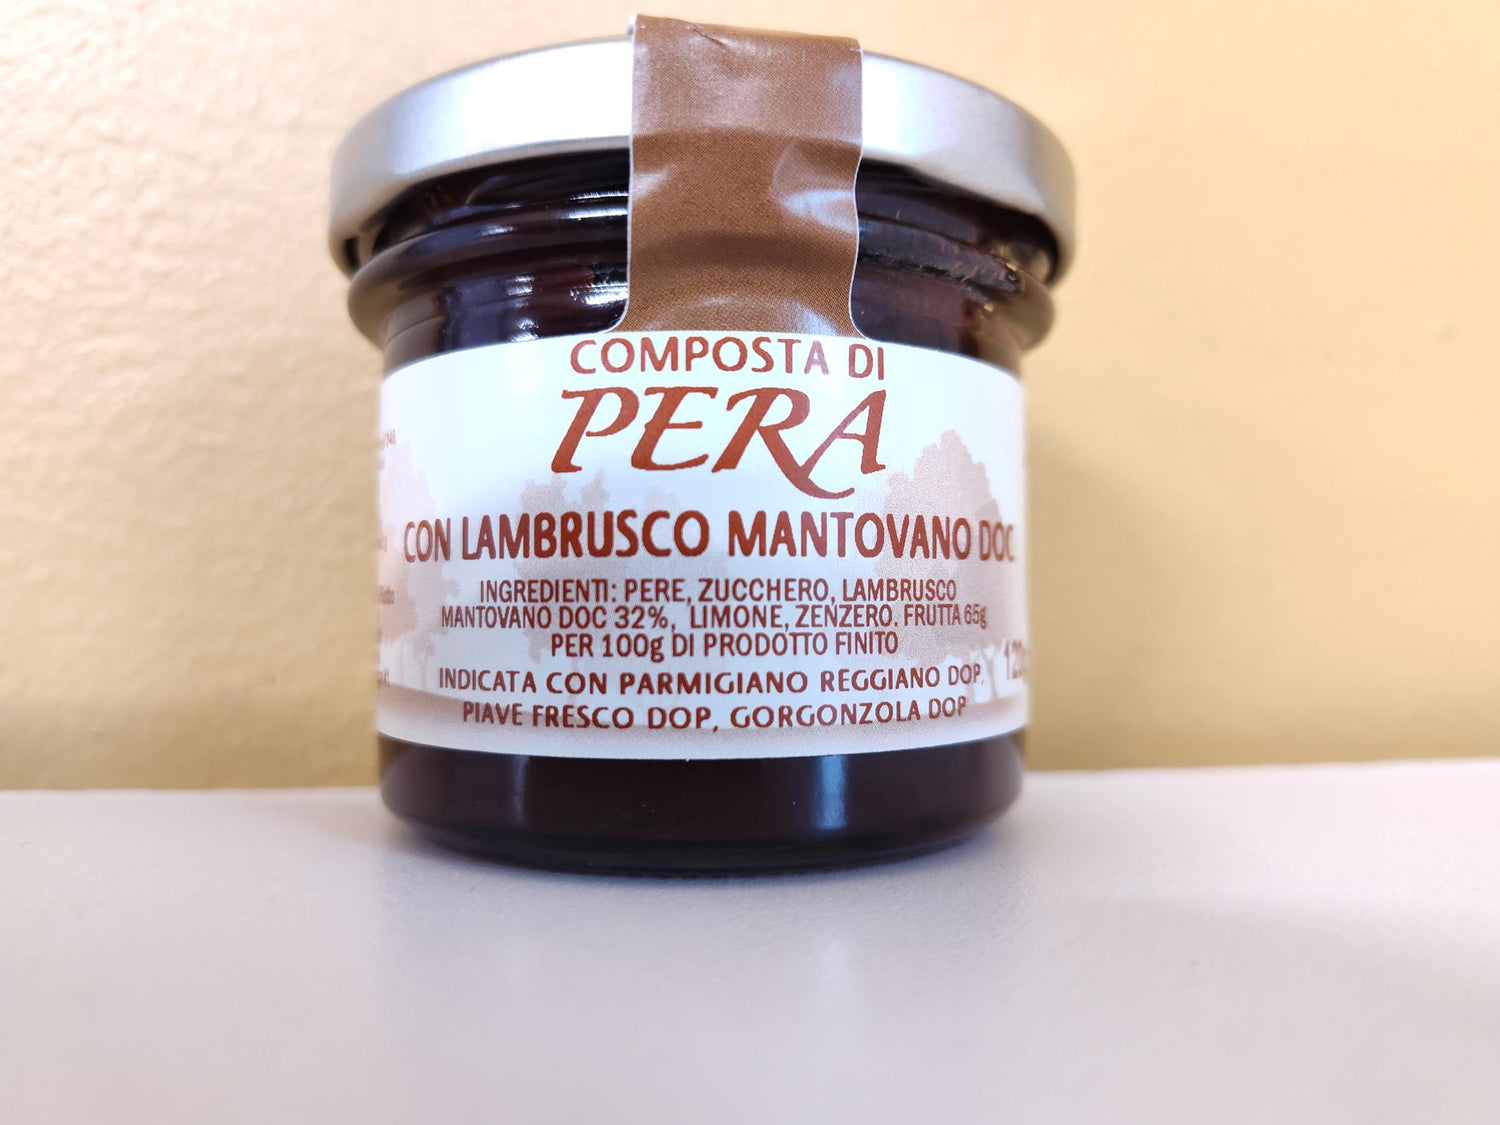 COMPOSTA DI
PERA
CON LAMBRUSCO MANTOVANO DOC
INGREDIENTI: PERE, ZUCCHERO, LAMBRUSCO
MANTOVANO DOC 32%, LIMONE, ZENZERO. FRUTTA 65g
PER 100g DI PRODOTTO FINITO
INDICATA CON PARMIGIANO REGGIANO DOP,
PIAVE FRESCO DOP, GORGONZOLA DOP